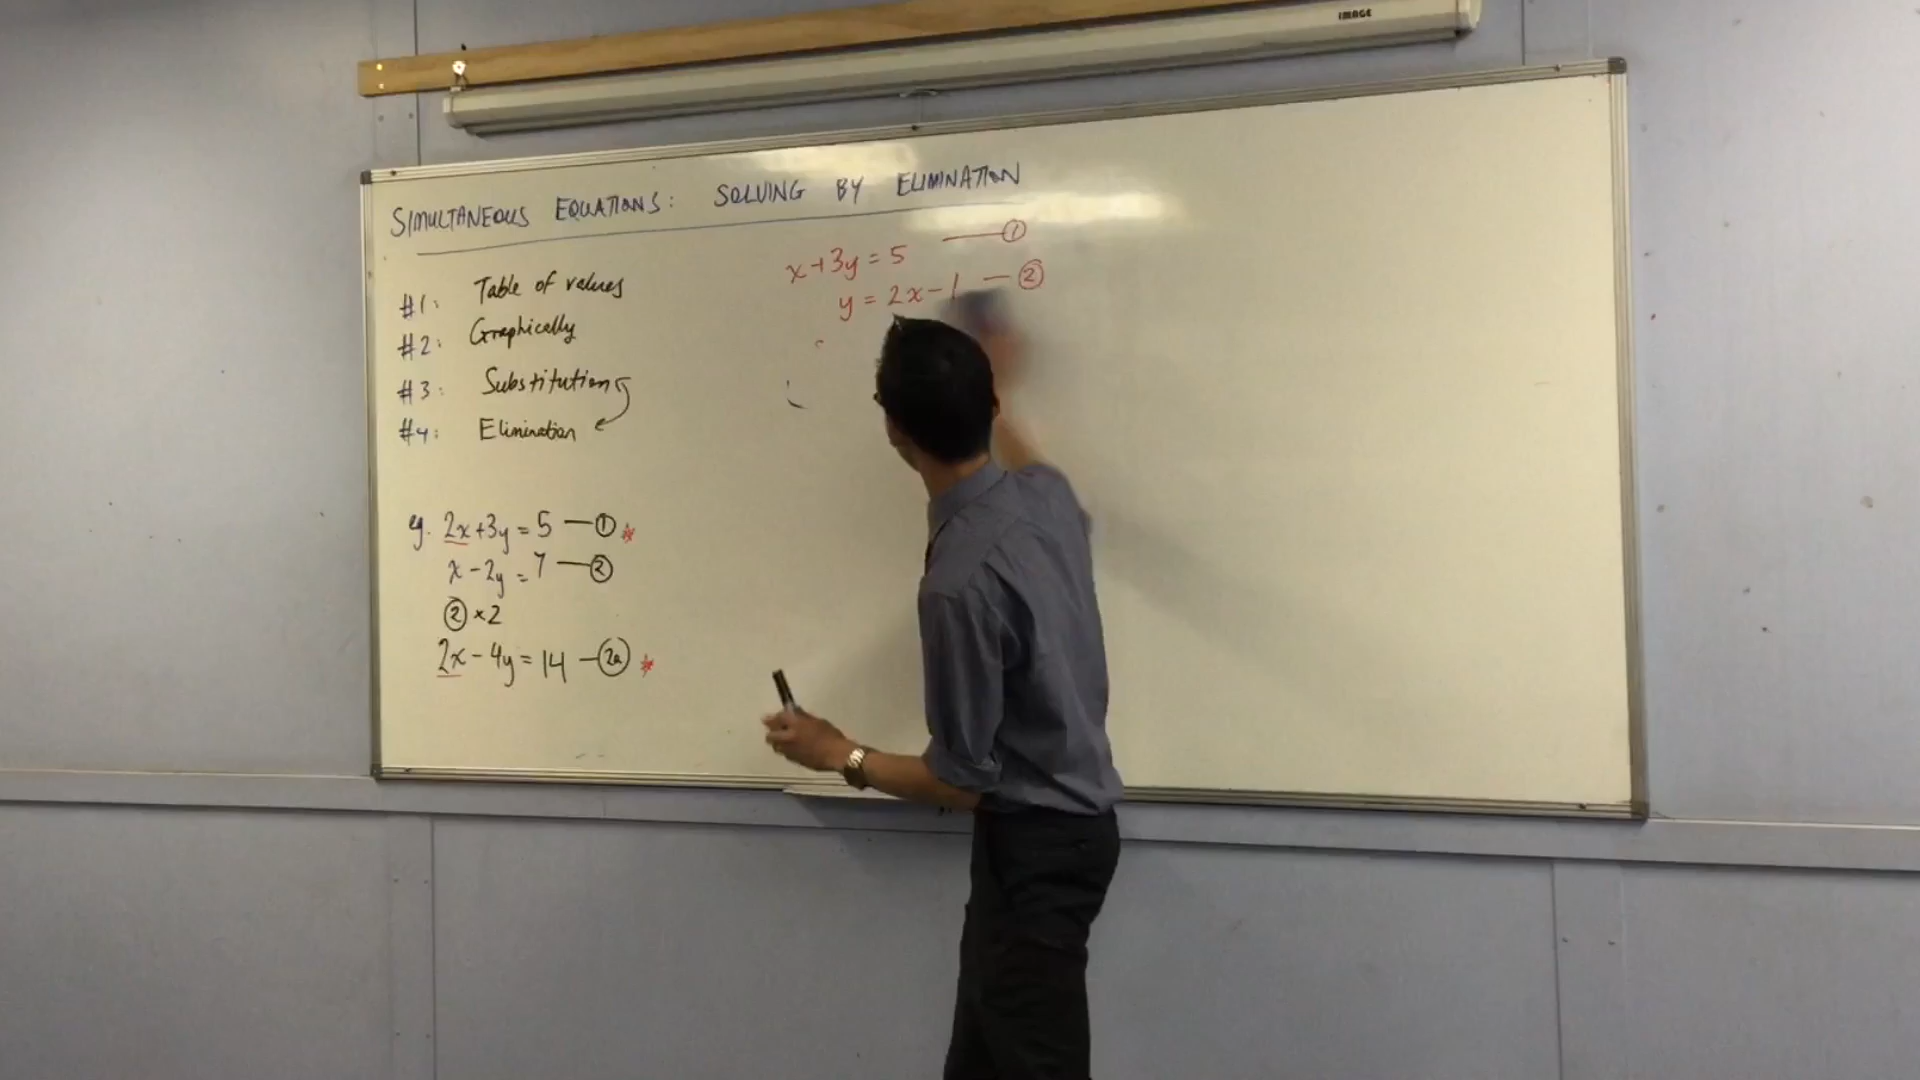 IMAGE
SIMULTANEOUS EQUATIONS: SOLVING BY ELIMINATION
#1: Table of values
#2: Graphically
#3: Substitution
#4: Elimination
x+3y=5 —①
y=2x-1 —②
eg. 2x+3y=5 —① *
x-2y=7 —②
② ×2
2x-4y=14 —(2a) *